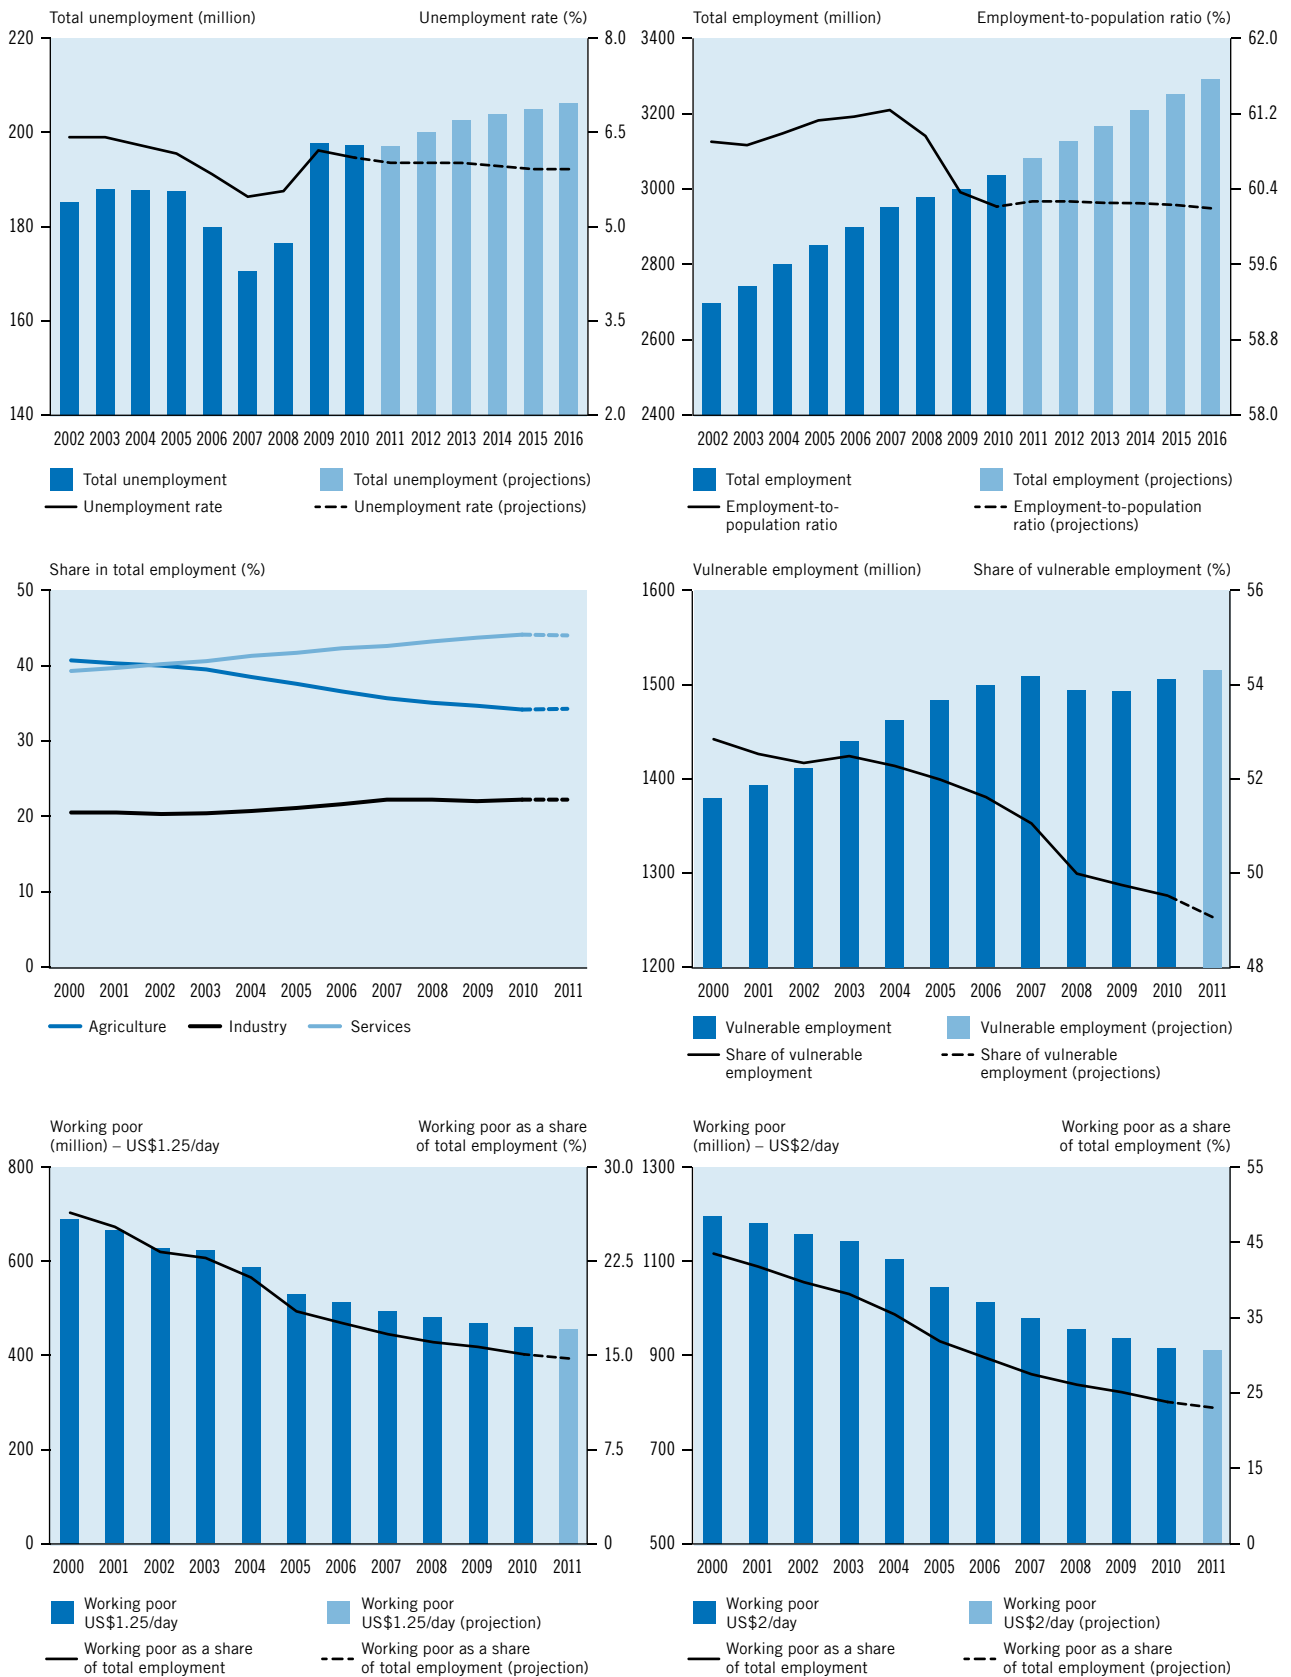 Total unemployment (million) Unemployment rate (%)
220 8.0
200 6.5
180 5.0
160 3.5
140 2.0
2002 2003 2004 2005 2006 2007 2008 2009 2010 2011 2012 2013 2014 2015 2016
Total unemployment Total unemployment (projections)
Unemployment rate Unemployment rate (projections)
Total employment (million) Employment-to-population ratio (%)
3400 62.0
3200 61.2
3000 60.4
2800 59.6
2600 58.8
2400 58.0
2002 2003 2004 2005 2006 2007 2008 2009 2010 2011 2012 2013 2014 2015 2016
Total employment Total employment (projections)
Employment-to- Employment-to-population
population ratio ratio (projections)
Share in total employment (%)
50
40
30
20
10
0
2000 2001 2002 2003 2004 2005 2006 2007 2008 2009 2010 2011
Agriculture Industry Services
Vulnerable employment (million) Share of vulnerable employment (%)
1600 56
1500 54
1400 52
1300 50
1200 48
2000 2001 2002 2003 2004 2005 2006 2007 2008 2009 2010 2011
Vulnerable employment Vulnerable employment (projection)
Share of vulnerable Share of vulnerable
employment employment (projections)
Working poor Working poor as a share
(million) – US$1.25/day of total employment (%)
800 30.0
600 22.5
400 15.0
200 7.5
0 0
2000 2001 2002 2003 2004 2005 2006 2007 2008 2009 2010 2011
Working poor Working poor
US$1.25/day US$1.25/day (projection)
Working poor as a share Working poor as a share
of total employment of total employment (projection)
Working poor Working poor as a share
(million) – US$2/day of total employment (%)
1300 55
1100 45
900 35
700 25
500 15
0
2000 2001 2002 2003 2004 2005 2006 2007 2008 2009 2010 2011
Working poor Working poor
US$2/day US$2/day (projection)
Working poor as a share Working poor as a share
of total employment of total employment (projection)